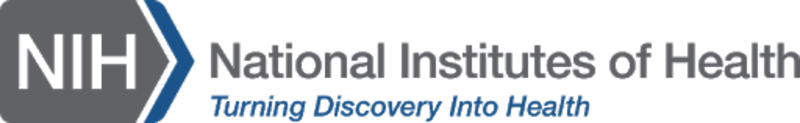 NIH
National Institutes of Health
Turning Discovery Into Health